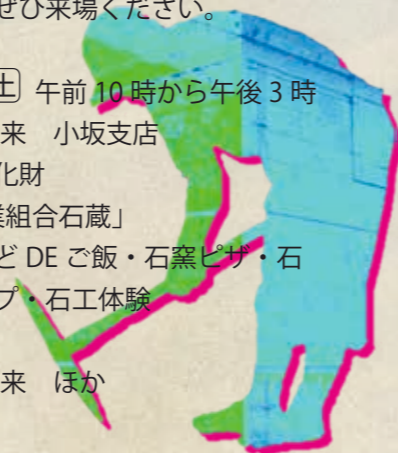 ぜひ来場ください。
土 午前 10 時から午後 3 時
来 小坂支店
化財
業組合石蔵」
ど DE ご飯・石窯ピザ・石
プ・石工体験
来 ほか